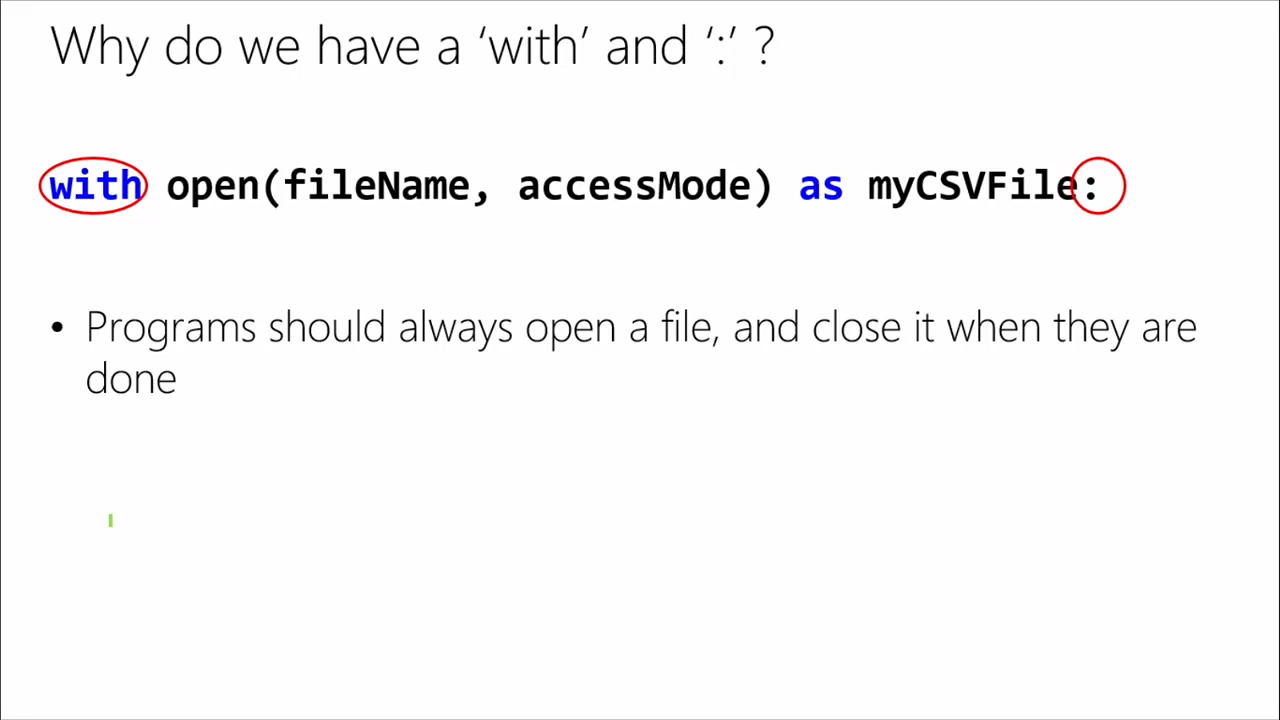 Why do we have a ‘with’ and ‘:’ ?
with open(fileName, accessMode) as myCSVFile:
• Programs should always open a file, and close it when they are
done